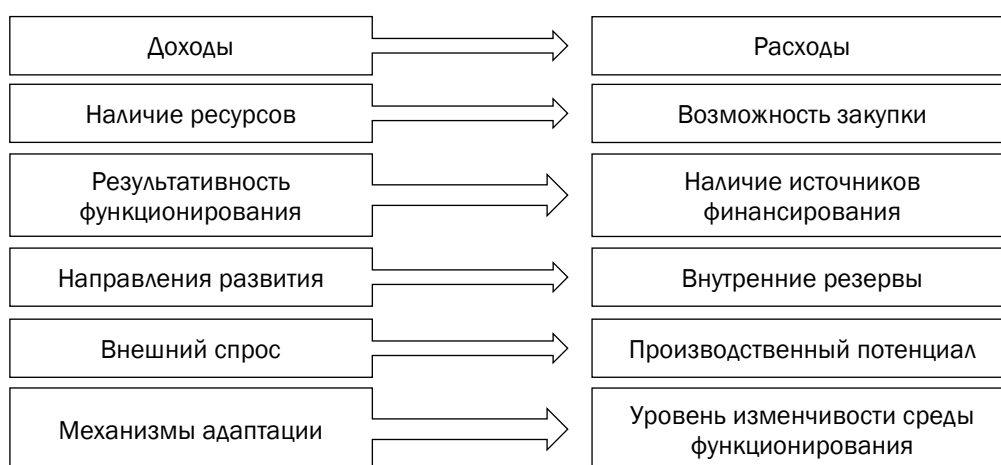 Доходы
Расходы
Наличие ресурсов
Возможность закупки
Результативность
функционирования
Наличие источников
финансирования
Направления развития
Внутренние резервы
Внешний спрос
Производственный потенциал
Механизмы адаптации
Уровень изменчивости среды
функционирования